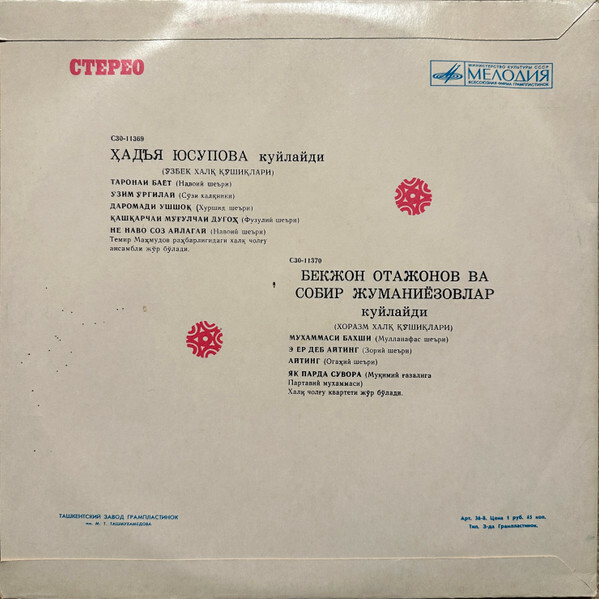 СТЕРЕО
МИНИСТЕРСТВО КУЛЬТУРЫ СССР
МЕЛОДИЯ
ВСЕСОЮЗНАЯ ФИРМА ГРАМПЛАСТИНОК
С30-11369
ҲАДЪЯ ЮСУПОВА куйлайди
(ЎЗБЕК ХАЛҚ ҚЎШИҚЛАРИ)
ТАРОНАИ БАЁТ (Навоий шеъри)
УЗИМ ЎРГИЛАЙ (Сўзи халқники)
ДАРОМАДИ УШШОҚ (Хуршид шеъри)
ҚАШҚАРЧАИ МУҒУЛЧАИ ДУГОҲ (Фузулий шеъри)
НЕ НАВО СОЗ АЙЛАГАЙ (Навоий шеъри)
Темир Маҳмудов раҳбарлигидаги халқ чолғу
ансамбли жўр бўлади.
С30-11370
БЕКЖОН ОТАЖОНОВ ВА
СОБИР ЖУМАНИЁЗОВЛАР
куйлайди
(ХОРАЗМ ХАЛҚ ҚЎШИҚЛАРИ)
МУХАММАСИ БАХШИ (Мулланафас шеъри)
Э ЕР ДЕБ АЙТИНГ (Зорий шеъри)
АЙТИНГ (Огаҳий шеъри)
ЯК ПАРДА СУВОРА (Муқимий ғазалига
Партавий мухаммаси)
Халқ чолғу квартети жўр бўлади.
ТАШКЕНТСКИЙ ЗАВОД ГРАМПЛАСТИНОК
им. М. Т. ТАШМУХАМЕДОВА
Арт. 36-8. Цена 1 руб. 45 коп.
Тип. З-да Грампластинок.